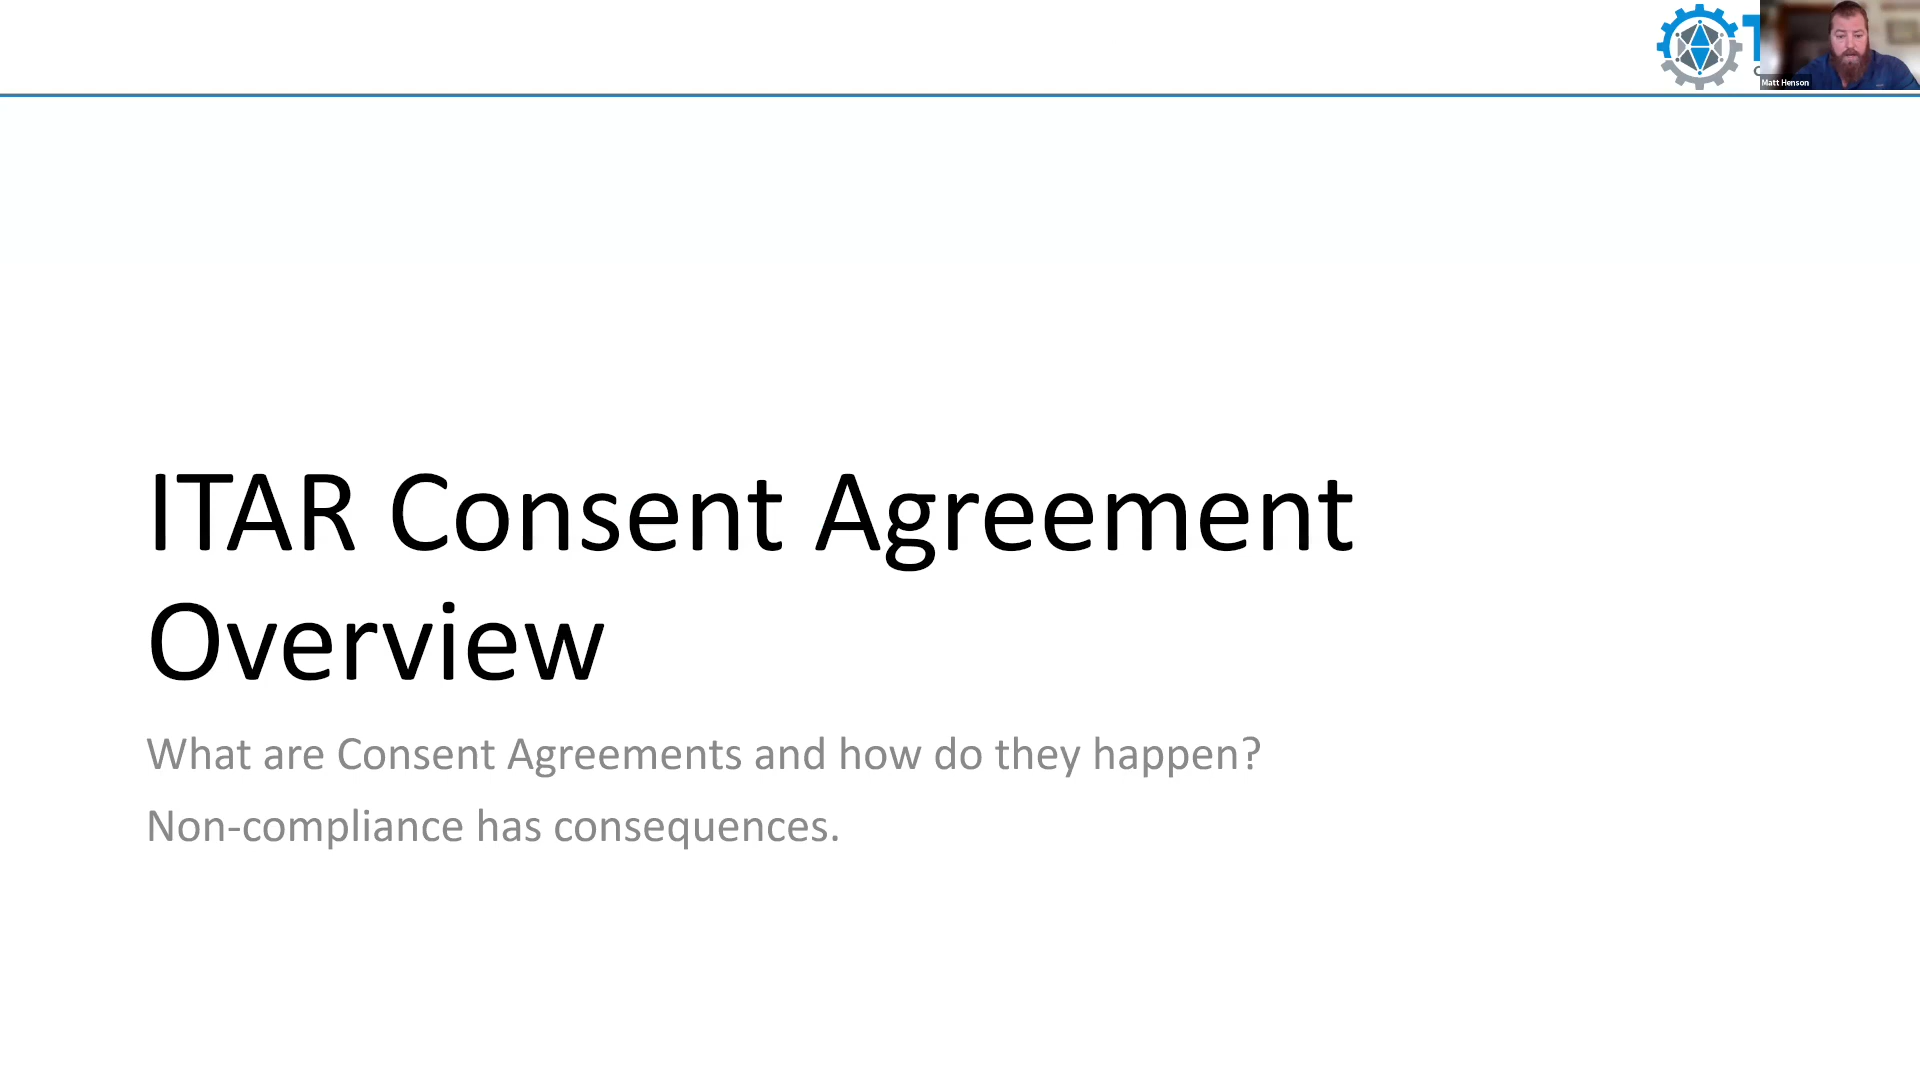 Matt Henson
ITAR Consent Agreement
Overview
What are Consent Agreements and how do they happen?
Non-compliance has consequences.